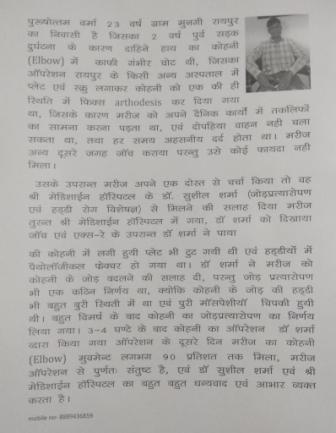 पुरूषोत्तम वर्मा 23 वर्ष ग्राम मुनगी रायपुर
का निवासी है जिसका 2 वर्ष पूर्व सड़क
दुर्घटना के कारण दाहिने हाथ का कोहनी
(Elbow) में काफी गंभीर चोट थी, जिसका
ऑपरेशन रायपुर के किसी अन्य अस्पताल में
प्लेट एवं स्क्रु लगाकर कोहनी को एक ही
स्थिति में फिक्स arthodesis कर दिया गया
था, जिसके कारण मरीज को अपने दैनिक कार्यो में तकलिफों
का सामना करना पड़ता था, एवं दोपहिया वाहन नही चला
सकता था, तथा हर समय अहसनीय दर्द होता था। मरीज
अन्य दूसरे जगह जॉच कराया परन्तु उसे कोई फायदा नही
मिला।
उसके उपरान्त मरीज अपने एक दोस्त से चर्चा किया तो वह
श्री मेडिशाईन हॉस्पिटल के डॉ. सुशील शर्मा (जोड़प्रत्यारोपण
एवं हड्डी रोग विशेषज्ञ) से मिलने की सलाह दिया मरीज
तुरन्त श्री मेडिशाईन हॉस्पिटल में गया, डॉ शर्मा को दिखाया
जॉच एवं एक्स-रे के उपरान्त डॉ शर्मा ने पाया
की कोहनी में लगी हुयी प्लेट भी टुट गयी थी एवं हड्डीयों में
पैथोलॉजीकल फ्रेक्चर हो गया था। डॉ शर्मा ने मरीज को
कोहनी के जोड़ बदलने की सलाह दी, परन्तु जोड़ प्रत्यारोपण
भी एक कठिन निर्णय था, क्योंकि कोहनी के जोड़ की हड्डी
भी बहुत बुरी स्थिती में था एवं पुरी मॉसपेशीयॉ चिपकी हुयी
थी। बहुत विमर्ष के बाद कोहनी का जोड़प्रत्यारोपण का निर्णय
लिया गया। 3-4 घण्टे के बाद कोहनी का ऑपरेशन डॉ शर्मा
व्दारा किया गया ऑपरेशन के दूसरे दिन मरीज का कोहनी
(Elbow) मुवमेन्ट लगभग 90 प्रतिशत तक मिला, मरीज
ऑपरेशन से पुर्णतः संतुष्ट है, एवं डॉ सुशील शर्मा एवं श्री
मेडिशाईन हॉस्पिटल का बहुत बहुत धन्यवाद एवं आभार व्यक्त
करता है।
mobile no- 8889436859